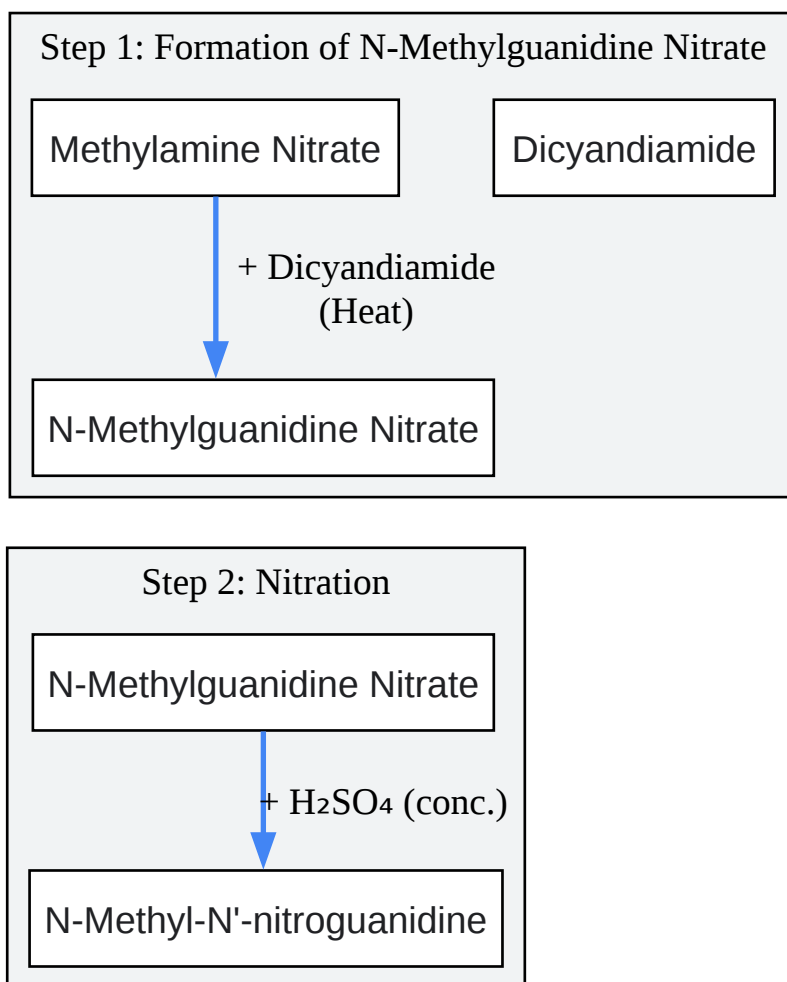 Step 1: Formation of N-Methylguanidine Nitrate
Methylamine Nitrate
Dicyandiamide
+ Dicyandiamide
(Heat)
N-Methylguanidine Nitrate
Step 2: Nitration
N-Methylguanidine Nitrate
+ H₂SO₄ (conc.)
N-Methyl-N'-nitroguanidine